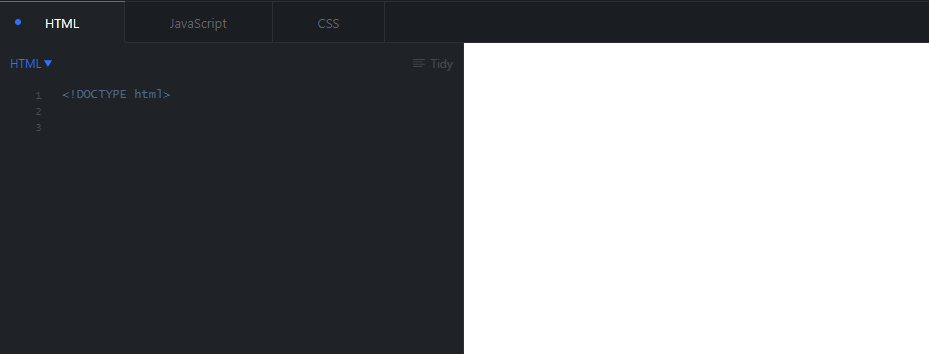 HTML JavaScript CSS
HTML ▼ Tidy
1 <!DOCTYPE html>
2
3